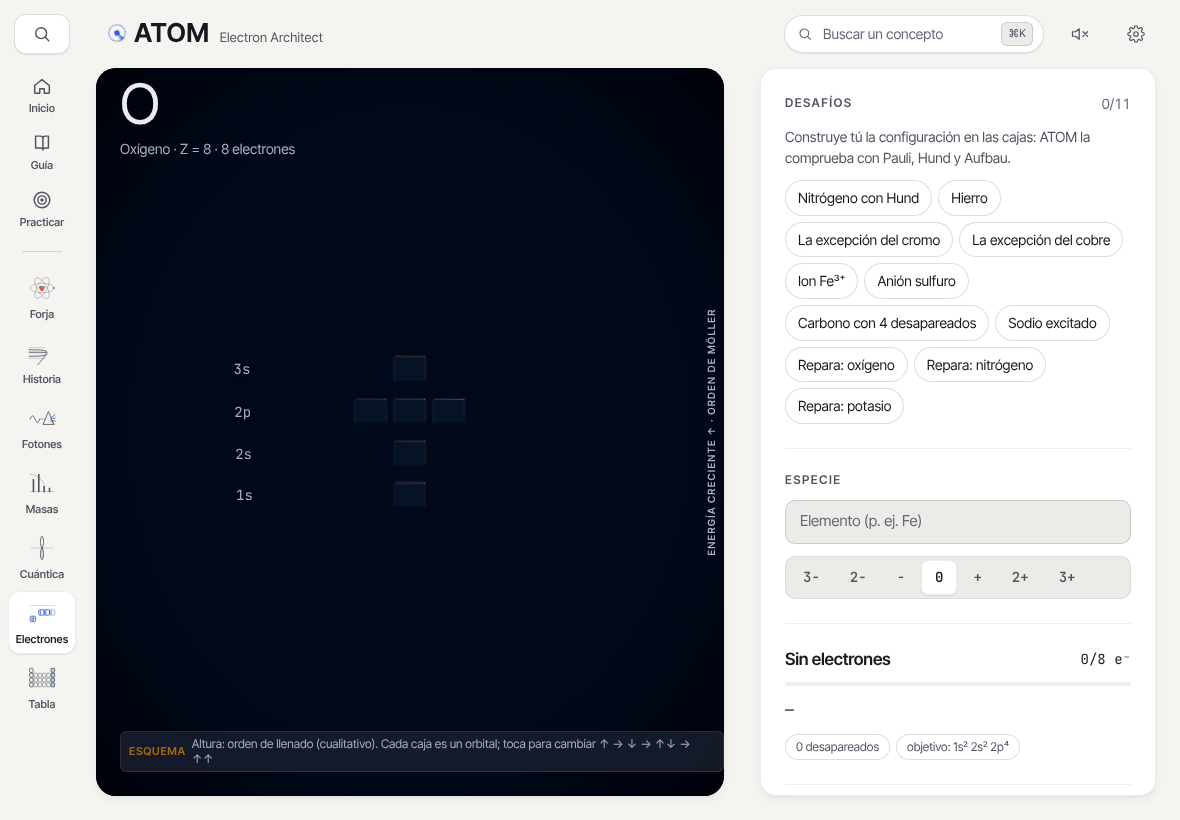 ATOM Electron Architect
Buscar un concepto ⌘K
Inicio
Guía
Practicar
Forja
Historia
Fotones
Masas
Cuántica
Electrones
Tabla
O
Oxígeno · Z = 8 · 8 electrones
3s
2p
2s
1s
ENERGÍA CRECIENTE ↑ · ORDEN DE MÖLLER
ESQUEMA Altura: orden de llenado (cualitativo). Cada caja es un orbital; toca para cambiar ↑ → ↓ → ↑↓ →
↑↑
DESAFÍOS 0/11
Construye tú la configuración en las cajas: ATOM la
comprueba con Pauli, Hund y Aufbau.
Nitrógeno con Hund Hierro
La excepción del cromo La excepción del cobre
Ion Fe³⁺ Anión sulfuro
Carbono con 4 desapareados Sodio excitado
Repara: oxígeno Repara: nitrógeno
Repara: potasio
ESPECIE
Elemento (p. ej. Fe)
3- 2- - 0 + 2+ 3+
Sin electrones 0/8 e⁻
—
0 desapareados objetivo: 1s² 2s² 2p⁴